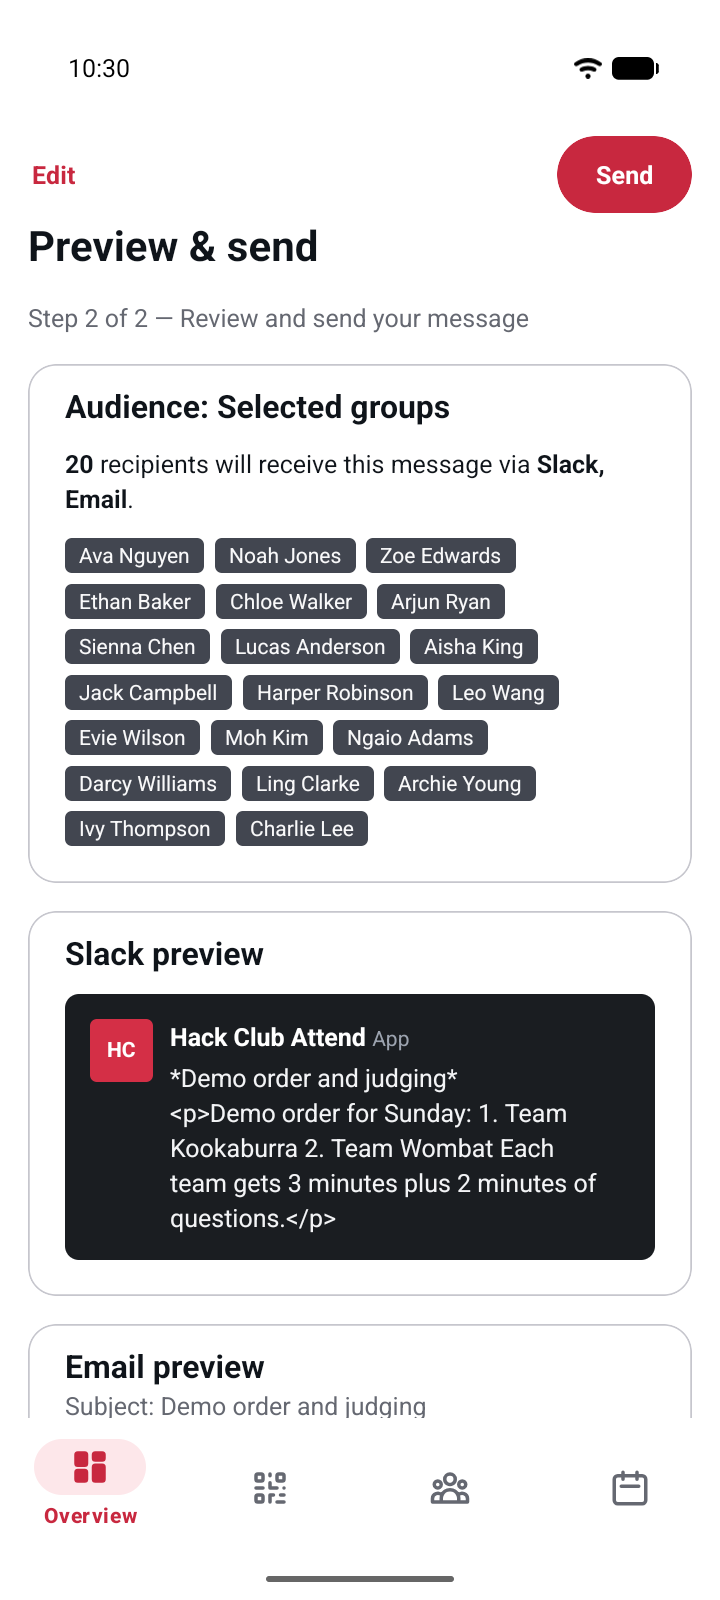 10:30
Edit
Send
Preview & send
Step 2 of 2 — Review and send your message
Audience: Selected groups
20 recipients will receive this message via Slack,
Email.
Ava Nguyen Noah Jones Zoe Edwards
Ethan Baker Chloe Walker Arjun Ryan
Sienna Chen Lucas Anderson Aisha King
Jack Campbell Harper Robinson Leo Wang
Evie Wilson Moh Kim Ngaio Adams
Darcy Williams Ling Clarke Archie Young
Ivy Thompson Charlie Lee
Slack preview
HC
Hack Club Attend App
*Demo order and judging*
<p>Demo order for Sunday: 1. Team
Kookaburra 2. Team Wombat Each
team gets 3 minutes plus 2 minutes of
questions.</p>
Email preview
Subject: Demo order and judging
Overview